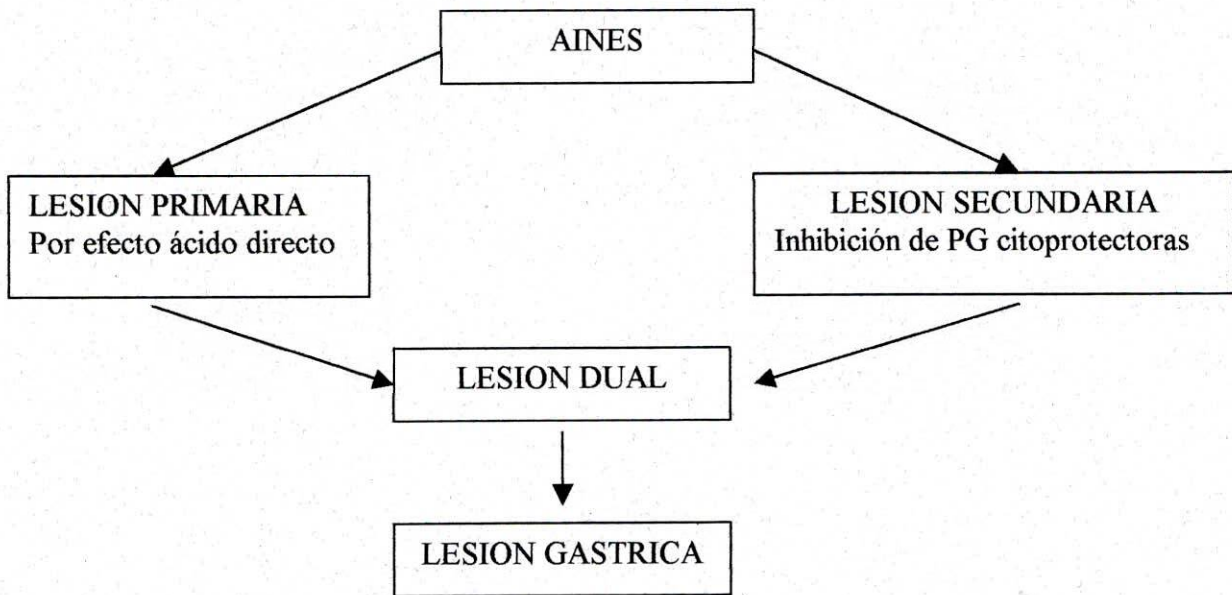 AINES
LESION PRIMARIA
Por efecto ácido directo
LESION SECUNDARIA
Inhibición de PG citoprotectoras
LESION DUAL
LESION GASTRICA